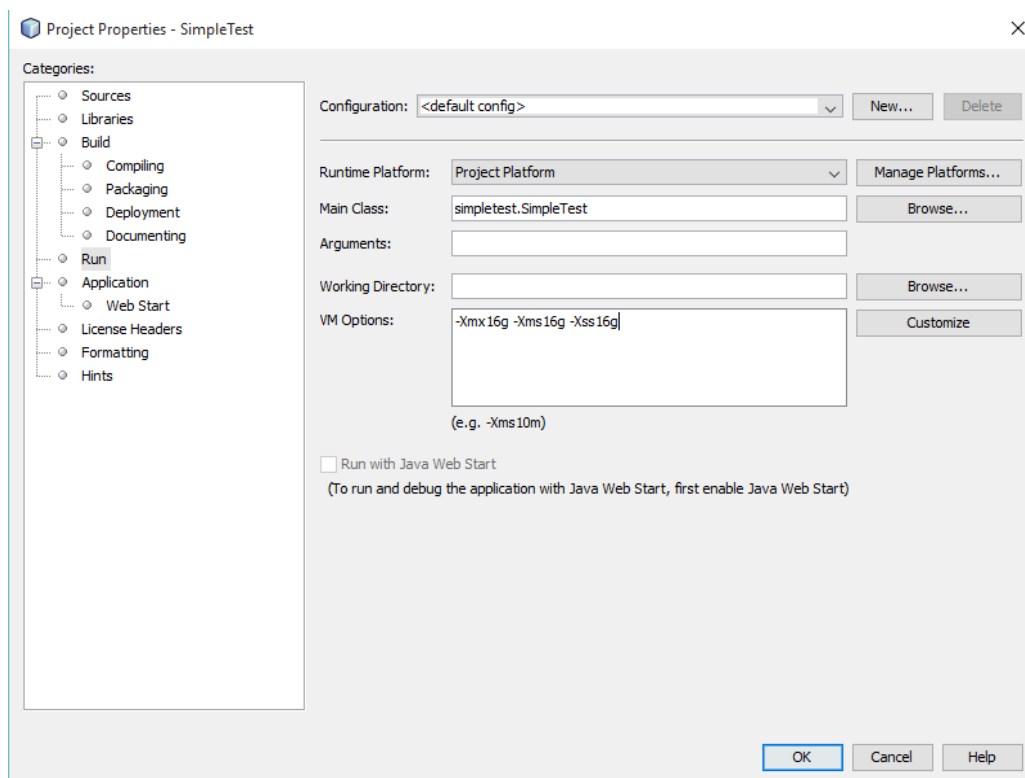 Project Properties - SimpleTest
Categories:
Sources
Libraries
Build
Compiling
Packaging
Deployment
Documenting
Run
Application
Web Start
License Headers
Formatting
Hints
Configuration: <default config> New... Delete
Runtime Platform: Project Platform Manage Platforms...
Main Class: simpletest.SimpleTest Browse...
Arguments:
Working Directory: Browse...
VM Options: -Xmx16g -Xms16g -Xss16g Customize
(e.g. -Xms10m)
Run with Java Web Start
(To run and debug the application with Java Web Start, first enable Java Web Start)
OK Cancel Help